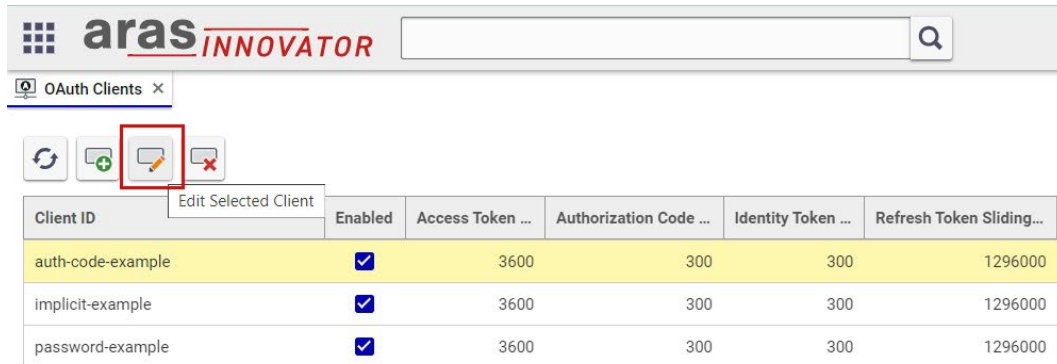 aras INNOVATOR
OAuth Clients
Edit Selected Client
Client ID Enabled Access Token ... Authorization Code ... Identity Token ... Refresh Token Sliding...
auth-code-example 3600 300 300 1296000
implicit-example 3600 300 300 1296000
password-example 3600 300 300 1296000